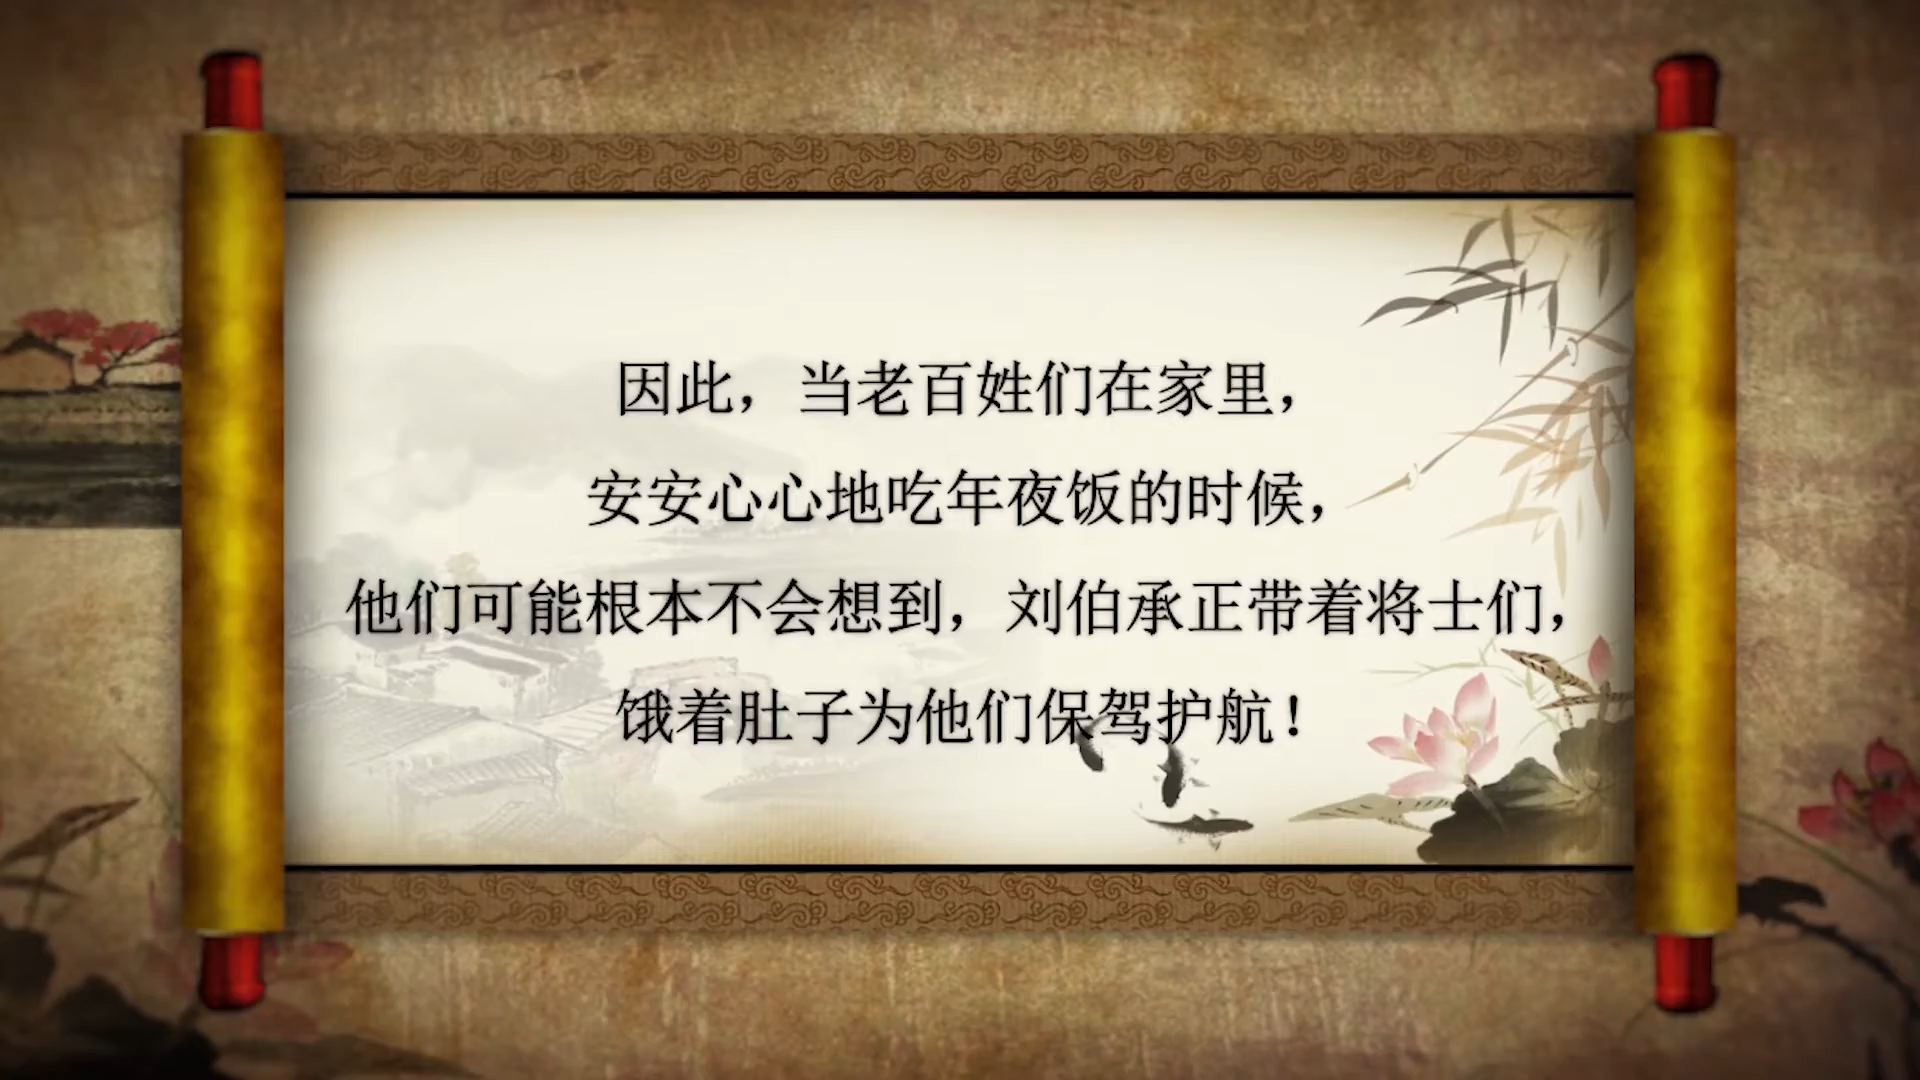 因此，当老百姓们在家里，
安安心心地吃年夜饭的时候，
他们可能根本不会想到，刘伯承正带着将士们，
饿着肚子为他们保驾护航！